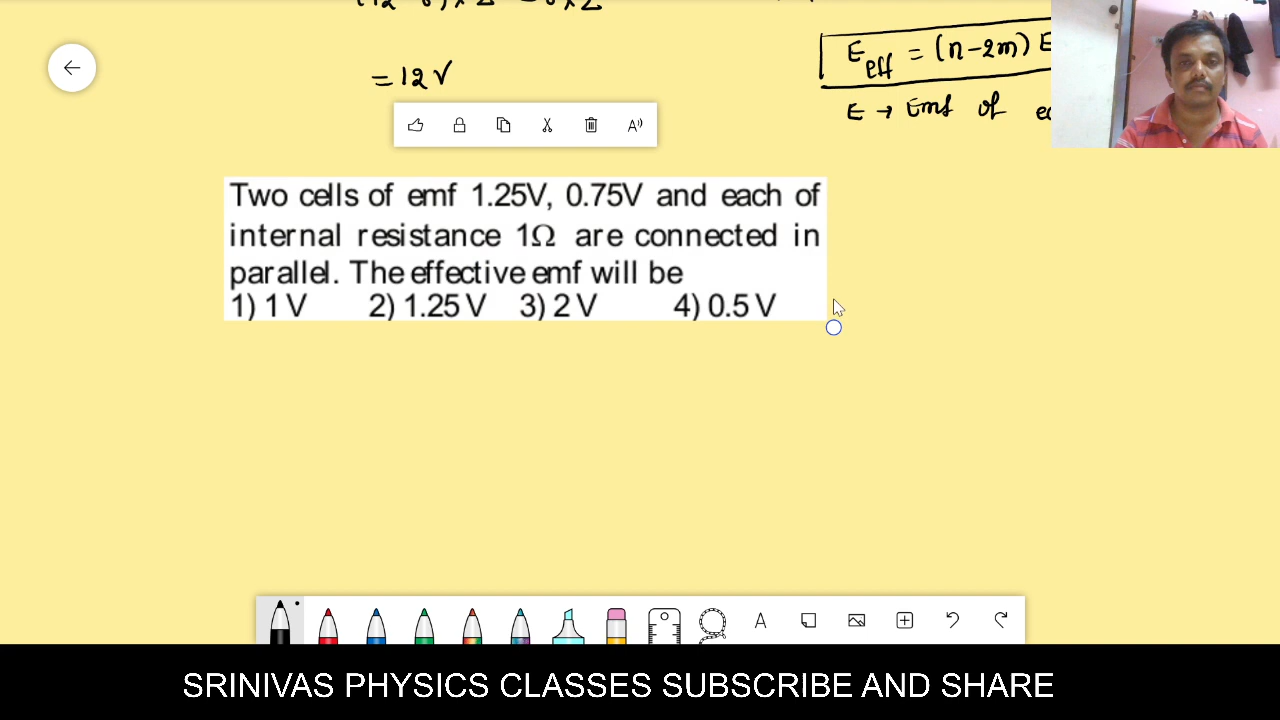 = 12 V
E eff = (n-2m) E
E → Emf of
Two cells of emf 1.25V, 0.75V and each of
internal resistance 1Ω are connected in
parallel. The effective emf will be
1) 1 V 2) 1.25 V 3) 2 V 4) 0.5 V
SRINIVAS PHYSICS CLASSES SUBSCRIBE AND SHARE